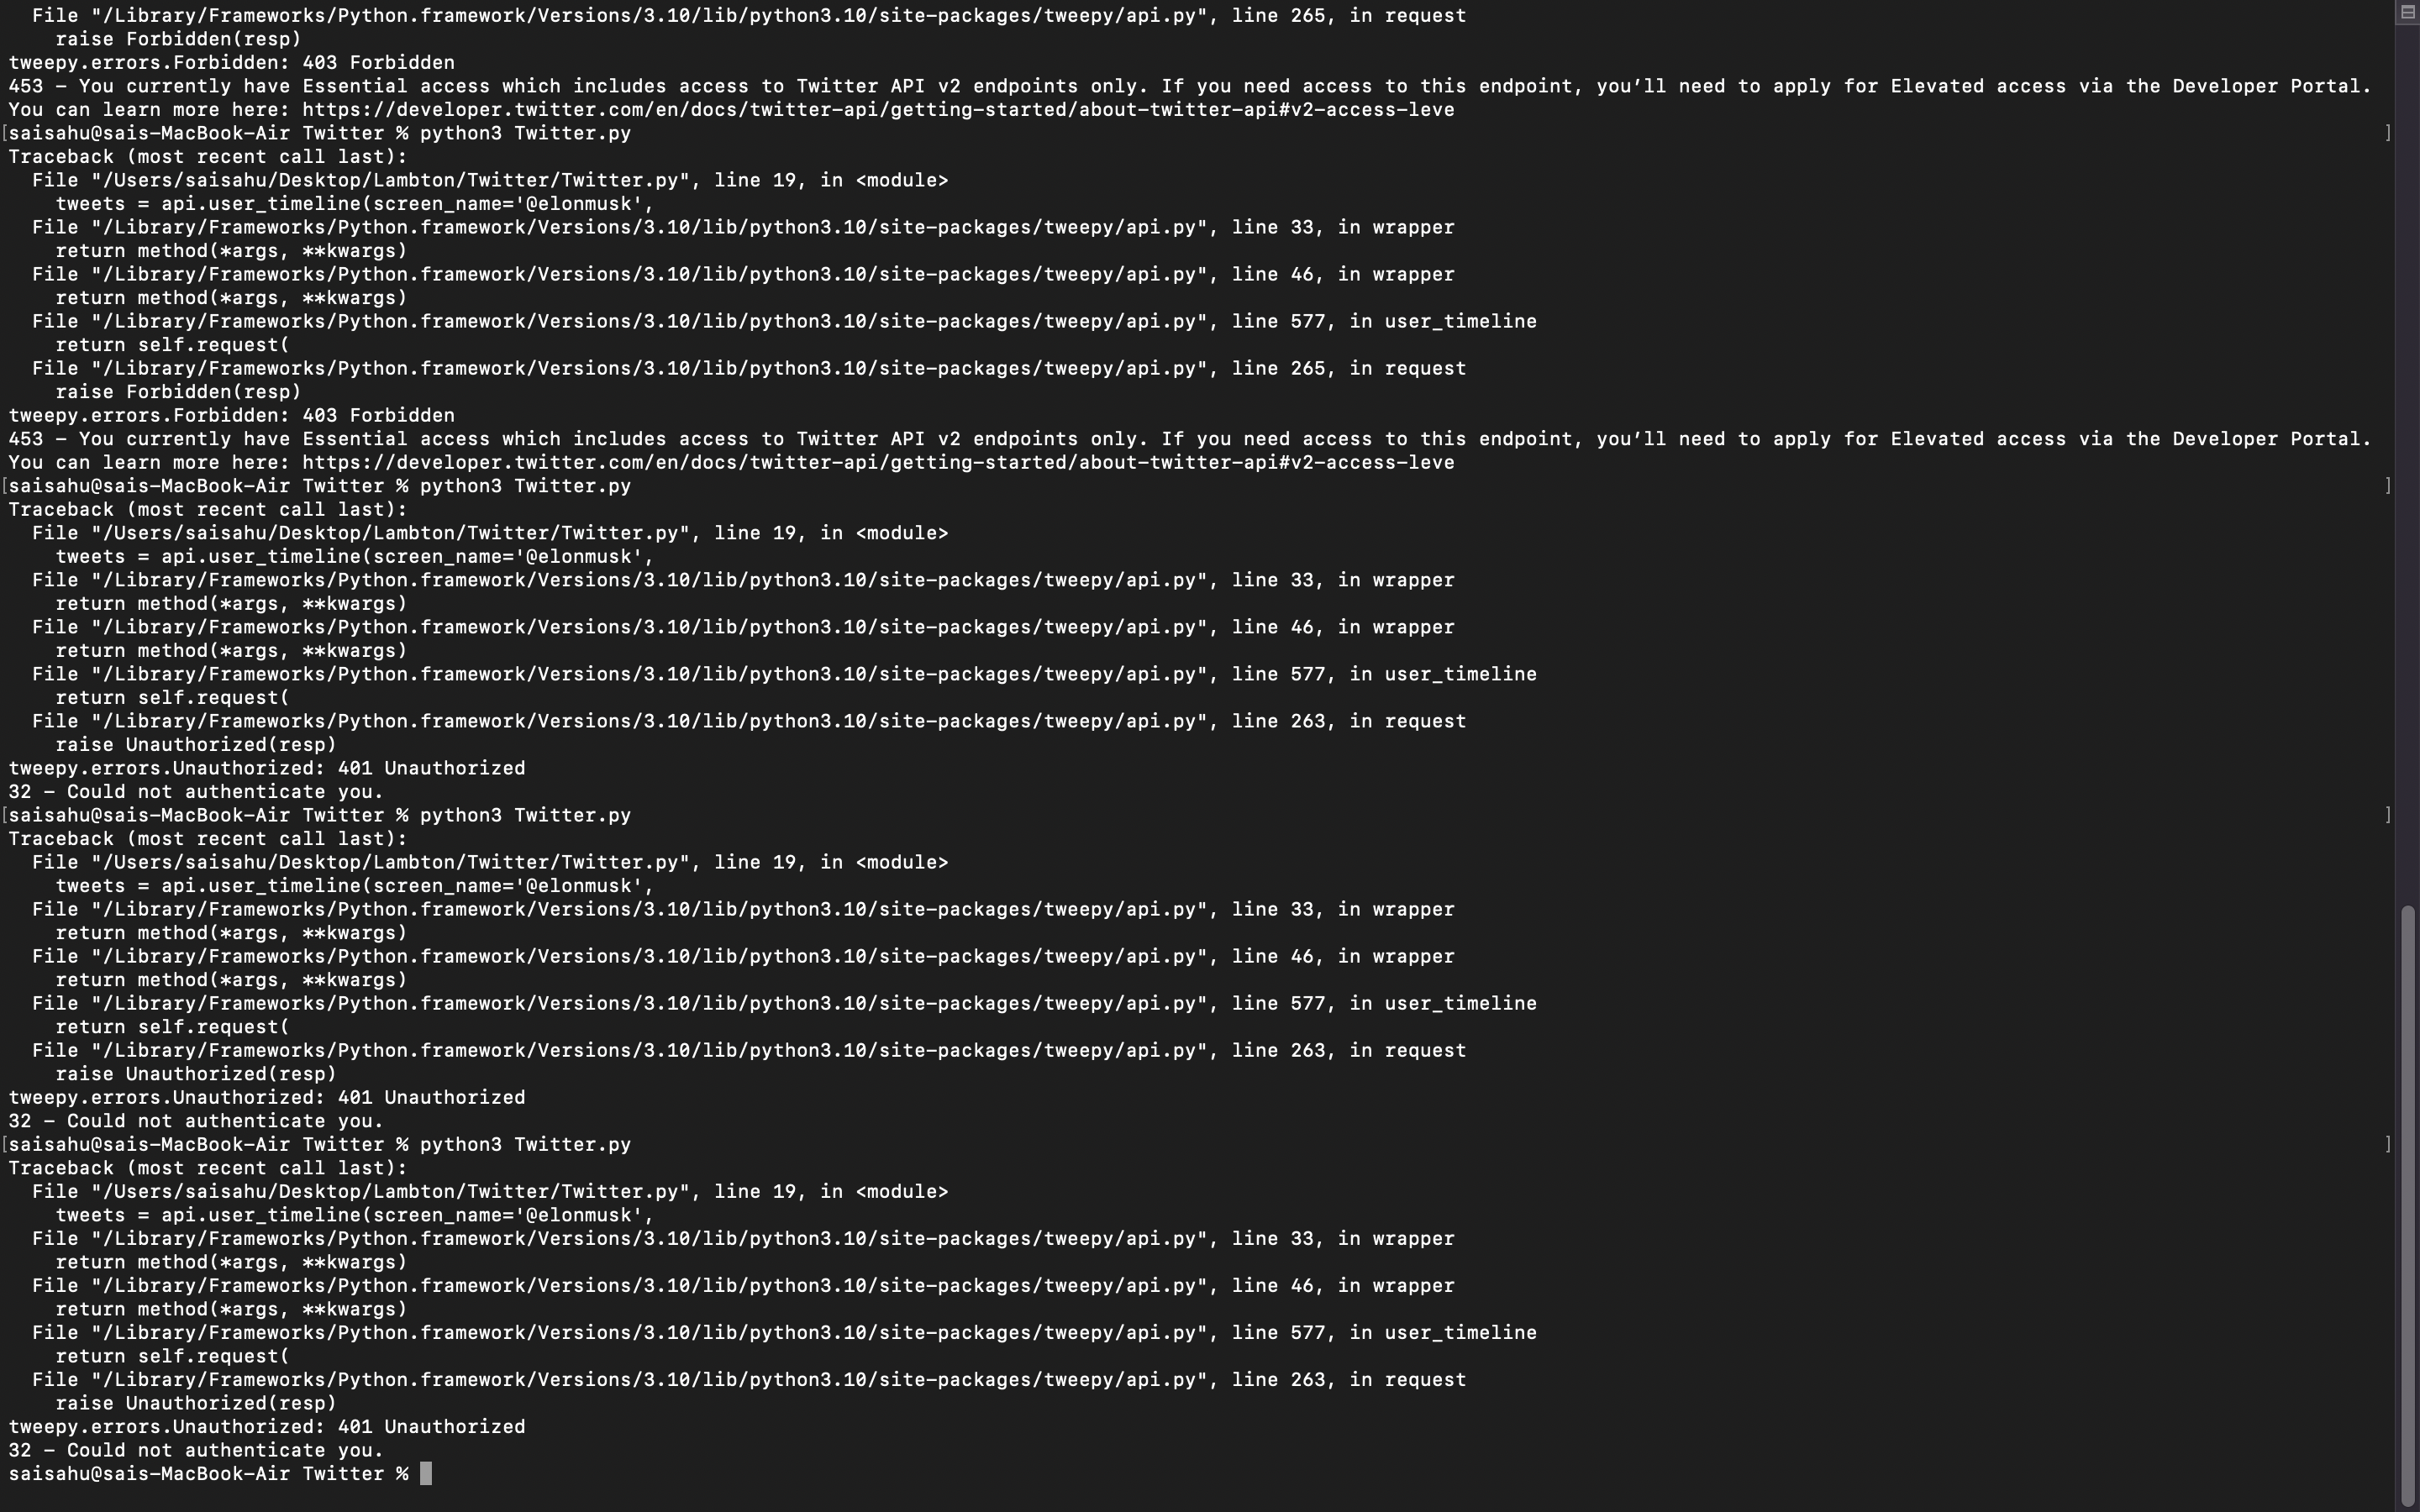 File "/Library/Frameworks/Python.framework/Versions/3.10/lib/python3.10/site-packages/tweepy/api.py", line 265, in request
    raise Forbidden(resp)
tweepy.errors.Forbidden: 403 Forbidden
453 - You currently have Essential access which includes access to Twitter API v2 endpoints only. If you need access to this endpoint, you’ll need to apply for Elevated access via the Developer Portal.
You can learn more here: https://developer.twitter.com/en/docs/twitter-api/getting-started/about-twitter-api#v2-access-leve
[saisahu@sais-MacBook-Air Twitter % python3 Twitter.py ]
Traceback (most recent call last):
  File "/Users/saisahu/Desktop/Lambton/Twitter/Twitter.py", line 19, in <module>
    tweets = api.user_timeline(screen_name='@elonmusk',
  File "/Library/Frameworks/Python.framework/Versions/3.10/lib/python3.10/site-packages/tweepy/api.py", line 33, in wrapper
    return method(*args, **kwargs)
  File "/Library/Frameworks/Python.framework/Versions/3.10/lib/python3.10/site-packages/tweepy/api.py", line 46, in wrapper
    return method(*args, **kwargs)
  File "/Library/Frameworks/Python.framework/Versions/3.10/lib/python3.10/site-packages/tweepy/api.py", line 577, in user_timeline
    return self.request(
  File "/Library/Frameworks/Python.framework/Versions/3.10/lib/python3.10/site-packages/tweepy/api.py", line 265, in request
    raise Forbidden(resp)
tweepy.errors.Forbidden: 403 Forbidden
453 - You currently have Essential access which includes access to Twitter API v2 endpoints only. If you need access to this endpoint, you’ll need to apply for Elevated access via the Developer Portal.
You can learn more here: https://developer.twitter.com/en/docs/twitter-api/getting-started/about-twitter-api#v2-access-leve
[saisahu@sais-MacBook-Air Twitter % python3 Twitter.py ]
Traceback (most recent call last):
  File "/Users/saisahu/Desktop/Lambton/Twitter/Twitter.py", line 19, in <module>
    tweets = api.user_timeline(screen_name='@elonmusk',
  File "/Library/Frameworks/Python.framework/Versions/3.10/lib/python3.10/site-packages/tweepy/api.py", line 33, in wrapper
    return method(*args, **kwargs)
  File "/Library/Frameworks/Python.framework/Versions/3.10/lib/python3.10/site-packages/tweepy/api.py", line 46, in wrapper
    return method(*args, **kwargs)
  File "/Library/Frameworks/Python.framework/Versions/3.10/lib/python3.10/site-packages/tweepy/api.py", line 577, in user_timeline
    return self.request(
  File "/Library/Frameworks/Python.framework/Versions/3.10/lib/python3.10/site-packages/tweepy/api.py", line 263, in request
    raise Unauthorized(resp)
tweepy.errors.Unauthorized: 401 Unauthorized
32 - Could not authenticate you.
[saisahu@sais-MacBook-Air Twitter % python3 Twitter.py ]
Traceback (most recent call last):
  File "/Users/saisahu/Desktop/Lambton/Twitter/Twitter.py", line 19, in <module>
    tweets = api.user_timeline(screen_name='@elonmusk',
  File "/Library/Frameworks/Python.framework/Versions/3.10/lib/python3.10/site-packages/tweepy/api.py", line 33, in wrapper
    return method(*args, **kwargs)
  File "/Library/Frameworks/Python.framework/Versions/3.10/lib/python3.10/site-packages/tweepy/api.py", line 46, in wrapper
    return method(*args, **kwargs)
  File "/Library/Frameworks/Python.framework/Versions/3.10/lib/python3.10/site-packages/tweepy/api.py", line 577, in user_timeline
    return self.request(
  File "/Library/Frameworks/Python.framework/Versions/3.10/lib/python3.10/site-packages/tweepy/api.py", line 263, in request
    raise Unauthorized(resp)
tweepy.errors.Unauthorized: 401 Unauthorized
32 - Could not authenticate you.
[saisahu@sais-MacBook-Air Twitter % python3 Twitter.py ]
Traceback (most recent call last):
  File "/Users/saisahu/Desktop/Lambton/Twitter/Twitter.py", line 19, in <module>
    tweets = api.user_timeline(screen_name='@elonmusk',
  File "/Library/Frameworks/Python.framework/Versions/3.10/lib/python3.10/site-packages/tweepy/api.py", line 33, in wrapper
    return method(*args, **kwargs)
  File "/Library/Frameworks/Python.framework/Versions/3.10/lib/python3.10/site-packages/tweepy/api.py", line 46, in wrapper
    return method(*args, **kwargs)
  File "/Library/Frameworks/Python.framework/Versions/3.10/lib/python3.10/site-packages/tweepy/api.py", line 577, in user_timeline
    return self.request(
  File "/Library/Frameworks/Python.framework/Versions/3.10/lib/python3.10/site-packages/tweepy/api.py", line 263, in request
    raise Unauthorized(resp)
tweepy.errors.Unauthorized: 401 Unauthorized
32 - Could not authenticate you.
saisahu@sais-MacBook-Air Twitter %